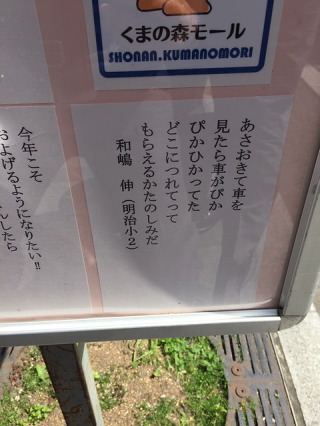 くまの森モール
SHONAN.KUMANOMORI
あさおきて車を
見たら車がぴか
ぴかひかってた
どこにつれてって
もらえるかたのしみだ
和嶋 伸(明治小2)
今年こそ
およげるようになりたい!!